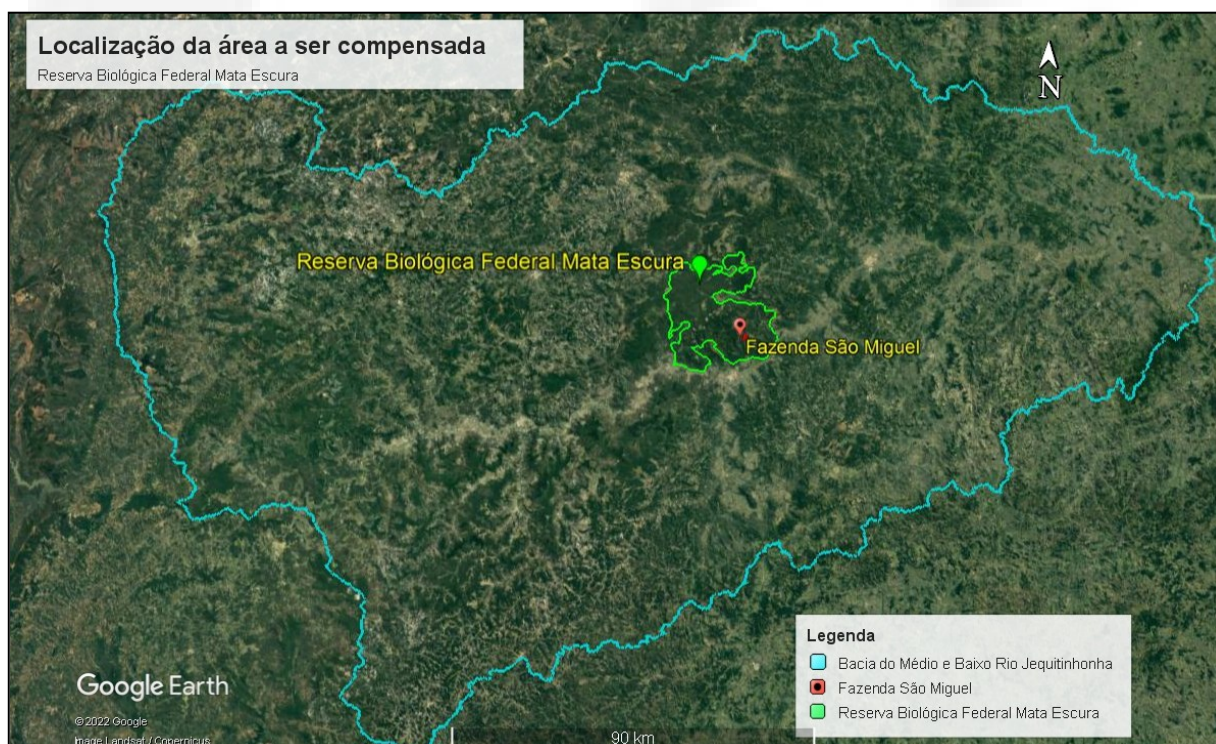 Localização da área a ser compensada
Reserva Biológica Federal Mata Escura
N
Reserva Biológica Federal Mata Escura
Fazenda São Miguel
Legenda
Bacia do Médio e Baixo Rio Jequitinhonha
Fazenda São Miguel
Reserva Biológica Federal Mata Escura
Google Earth
©2022 Google
Image Landsat / Copernicus
90 km